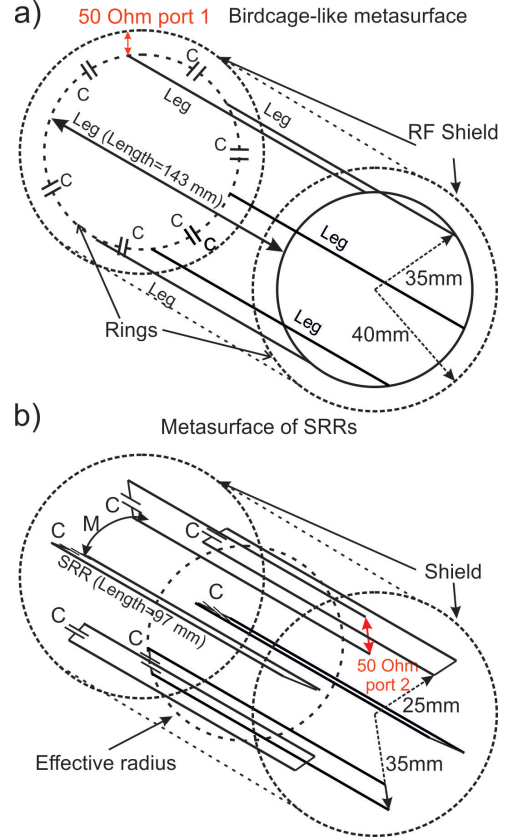 a)
50 Ohm port 1
Birdcage-like metasurface
C
C
C
C
C
C
C
C
Leg
Leg
Leg (Length=143 mm)
RF Shield
Leg
Leg
Leg
Rings
35mm
40mm
b)
Metasurface of SRRs
C
M
C
C
SRR (Length=97 mm)
Shield
C
C
50 Ohm
port 2
25mm
35mm
Effective radius